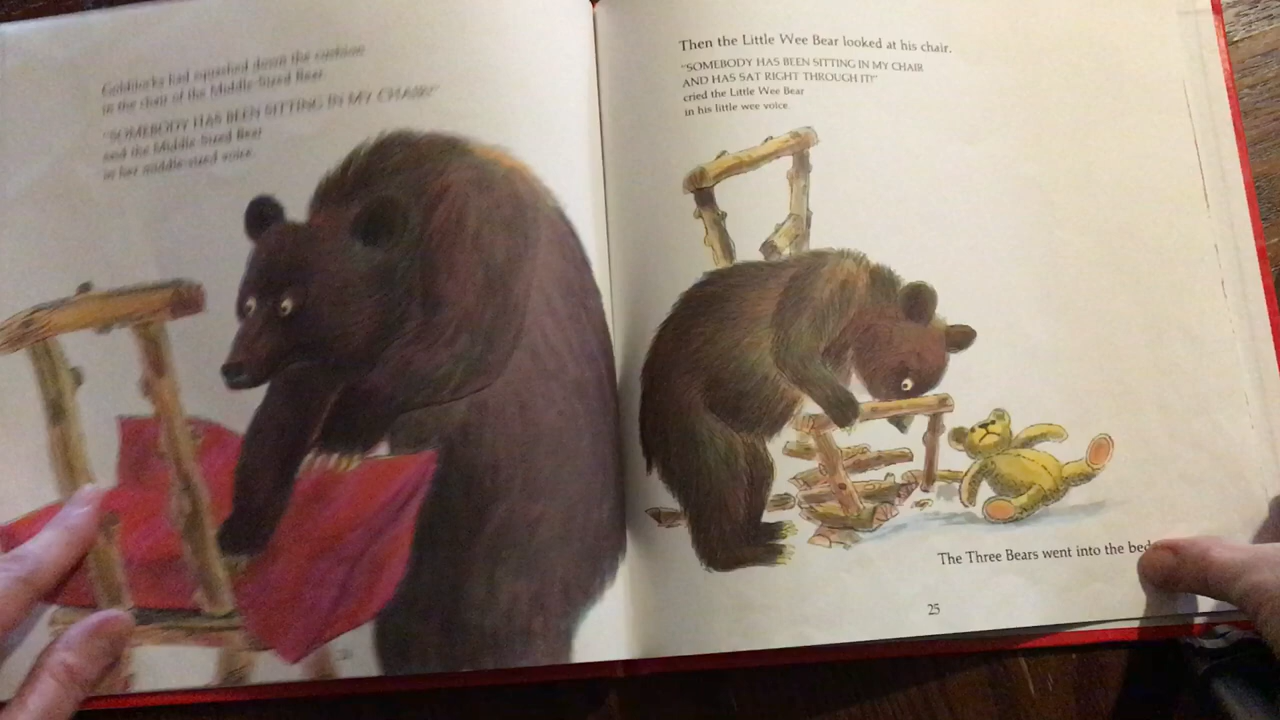 Goldilocks had squashed down the cushion
in the chair of the Middle-Sized Bear.
"SOMEBODY HAS BEEN SITTING IN MY CHAIR!"
said the Middle-Sized Bear
in her middle-sized voice.
Then the Little Wee Bear looked at his chair.
"SOMEBODY HAS BEEN SITTING IN MY CHAIR
AND HAS SAT RIGHT THROUGH IT!"
cried the Little Wee Bear
in his little wee voice.
The Three Bears went into the
25